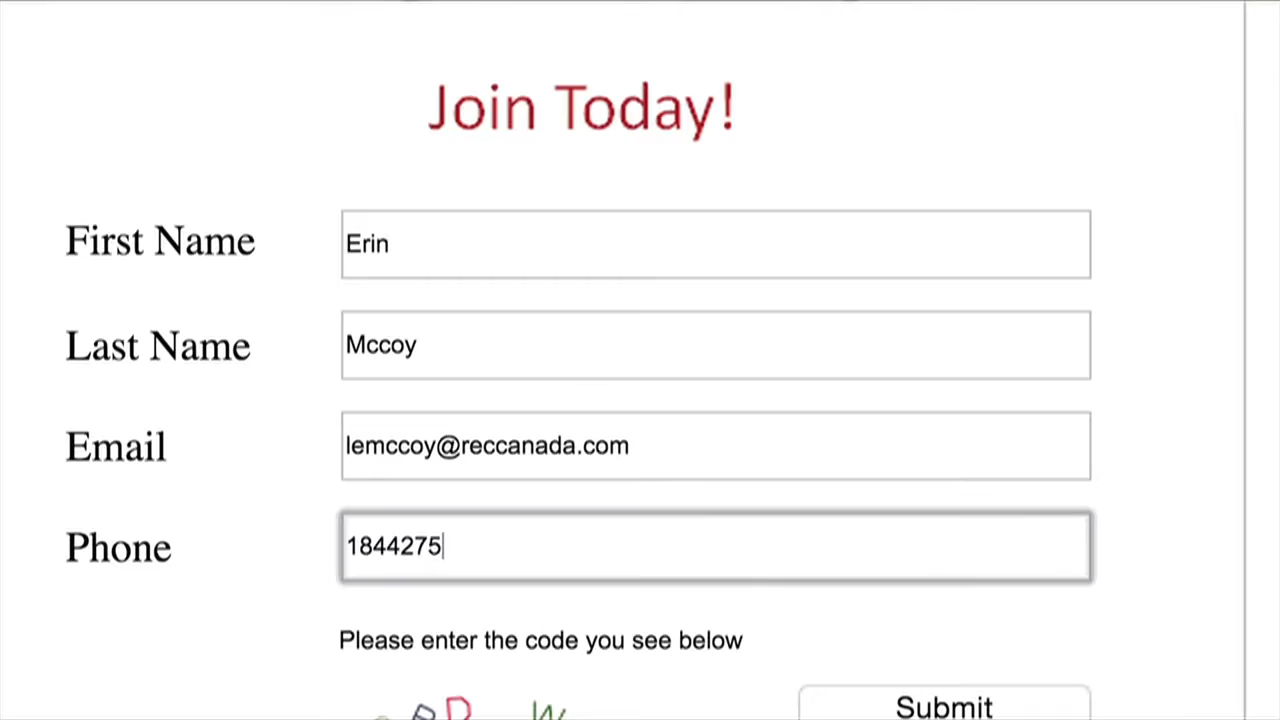 Join Today!
First Name Erin
Last Name Mccoy
Email lemccoy@reccanada.com
Phone 1844275
Please enter the code you see below
Submit